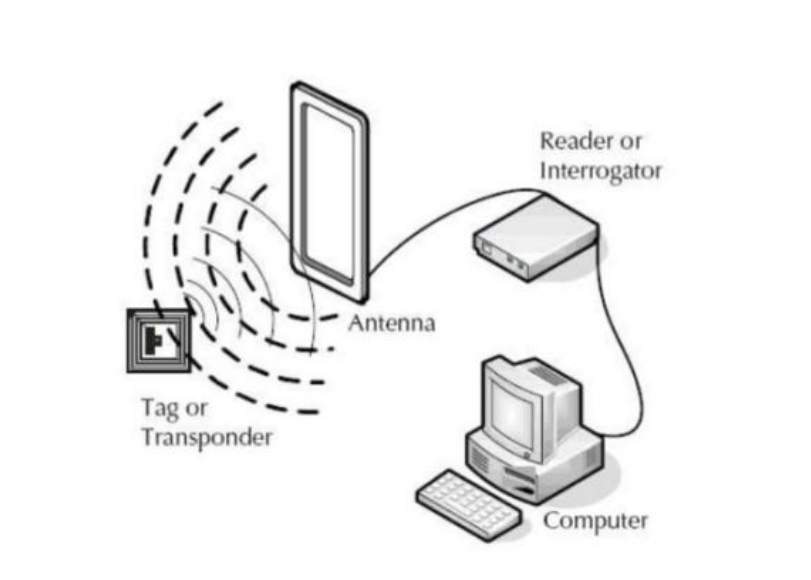 Reader or
Interrogator
Antenna
Tag or
Transponder
Computer